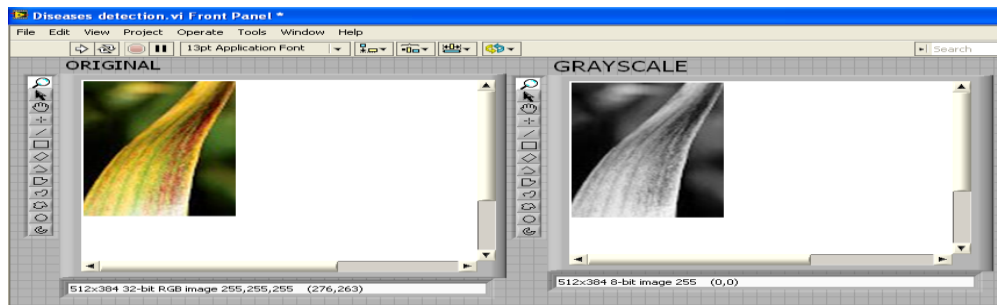 Diseases detection.vi Front Panel *
File Edit View Project Operate Tools Window Help
13pt Application Font
Search
ORIGINAL
GRAYSCALE
512x384 32-bit RGB image 255,255,255 (276,263)
512x384 8-bit image 255 (0,0)